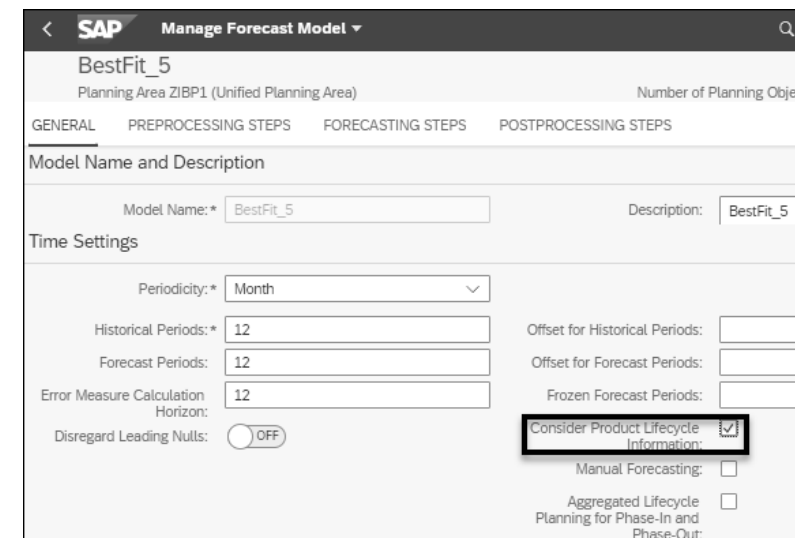 < SAP Manage Forecast Model ▾
BestFit_5
Planning Area ZIBP1 (Unified Planning Area) Number of Planning Obje
GENERAL PREPROCESSING STEPS FORECASTING STEPS POSTPROCESSING STEPS
Model Name and Description
Model Name:* BestFit_5 Description: BestFit_5
Time Settings
Periodicity:* Month
Historical Periods:* 12 Offset for Historical Periods:
Forecast Periods: 12 Offset for Forecast Periods:
Error Measure Calculation
Horizon: 12 Frozen Forecast Periods:
Disregard Leading Nulls: OFF Consider Product Lifecycle
Information:
Manual Forecasting:
Aggregated Lifecycle
Planning for Phase-In and
Phase-Out: